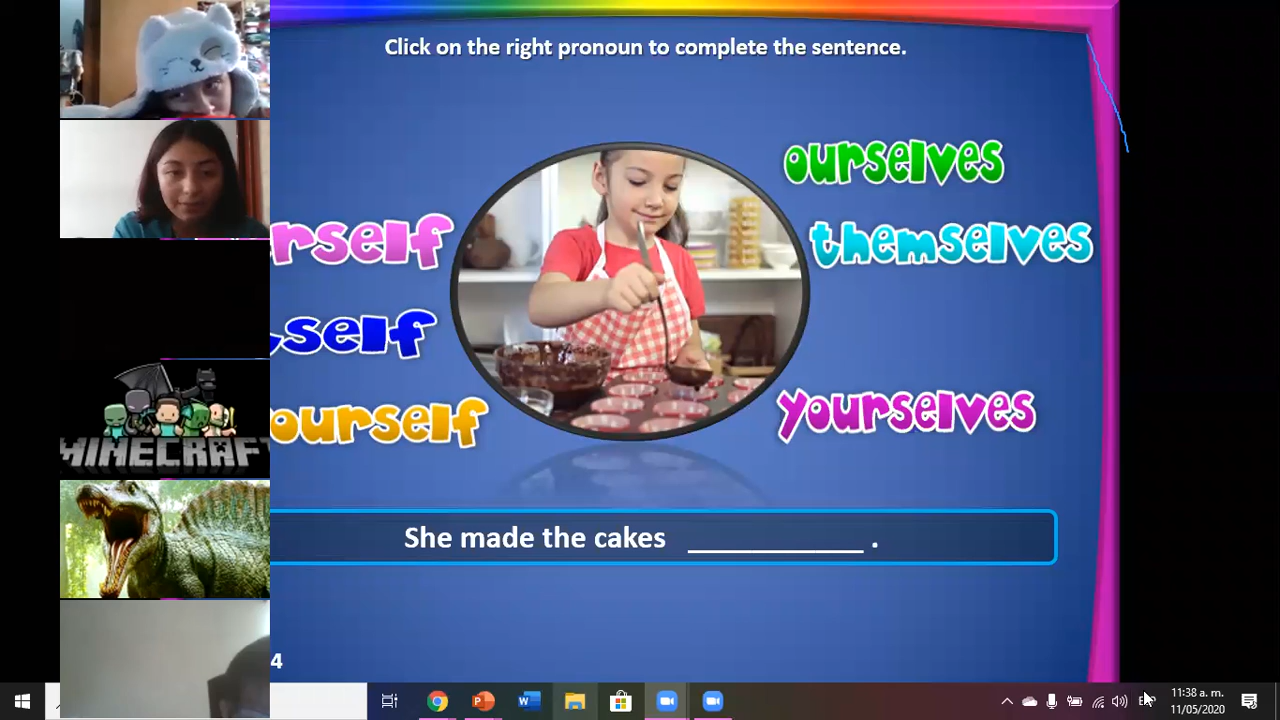 Click on the right pronoun to complete the sentence.
ourselves
rself
themselves
self
ourself
yourselves
MINECRAFT
She made the cakes __________ .
4
11:38 a. m.
11/05/2020